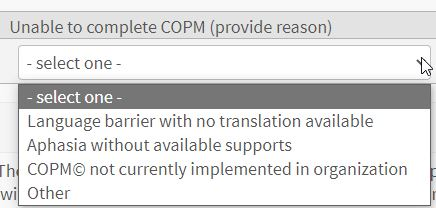 Unable to complete COPM (provide reason)
- select one -
- select one -
Language barrier with no translation available
Aphasia without available supports
COPM© not currently implemented in organization
Other